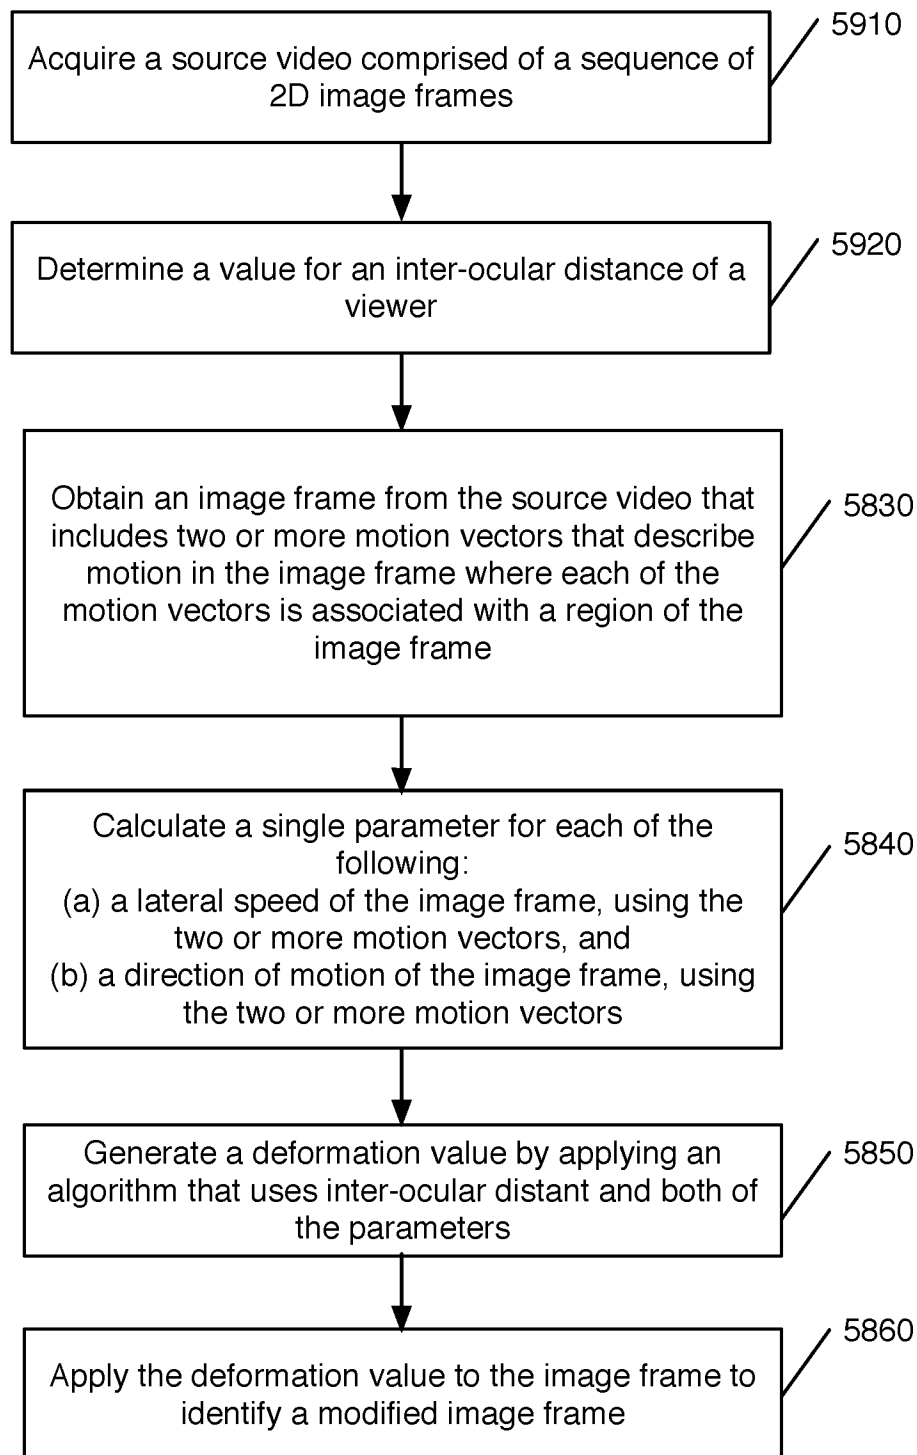 5910
Acquire a source video comprised of a sequence of
2D image frames
5920
Determine a value for an inter-ocular distance of a
viewer
5830
Obtain an image frame from the source video that
includes two or more motion vectors that describe
motion in the image frame where each of the
motion vectors is associated with a region of the
image frame
5840
Calculate a single parameter for each of the
following:
(a) a lateral speed of the image frame, using the
two or more motion vectors, and
(b) a direction of motion of the image frame, using
the two or more motion vectors
5850
Generate a deformation value by applying an
algorithm that uses inter-ocular distant and both of
the parameters
5860
Apply the deformation value to the image frame to
identify a modified image frame